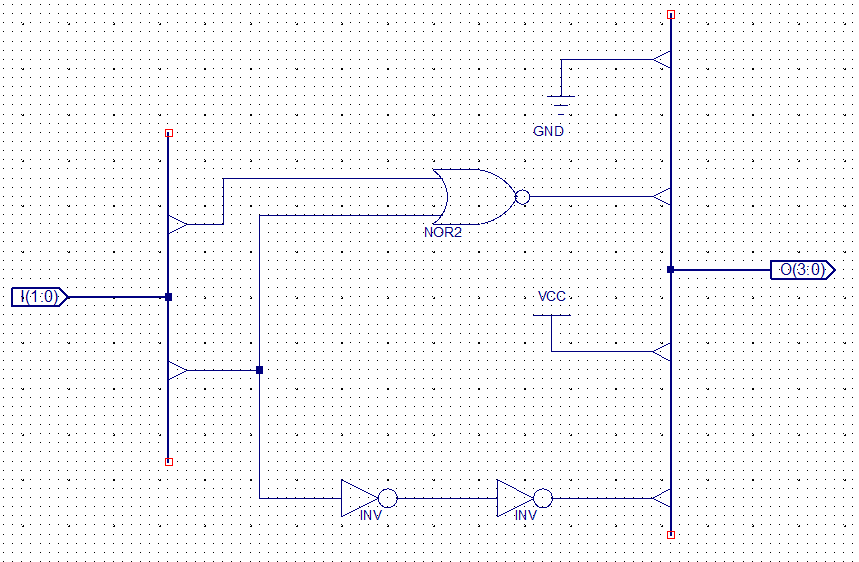 GND
NOR2
O(3:0)
I(1:0)
VCC
INV
INV